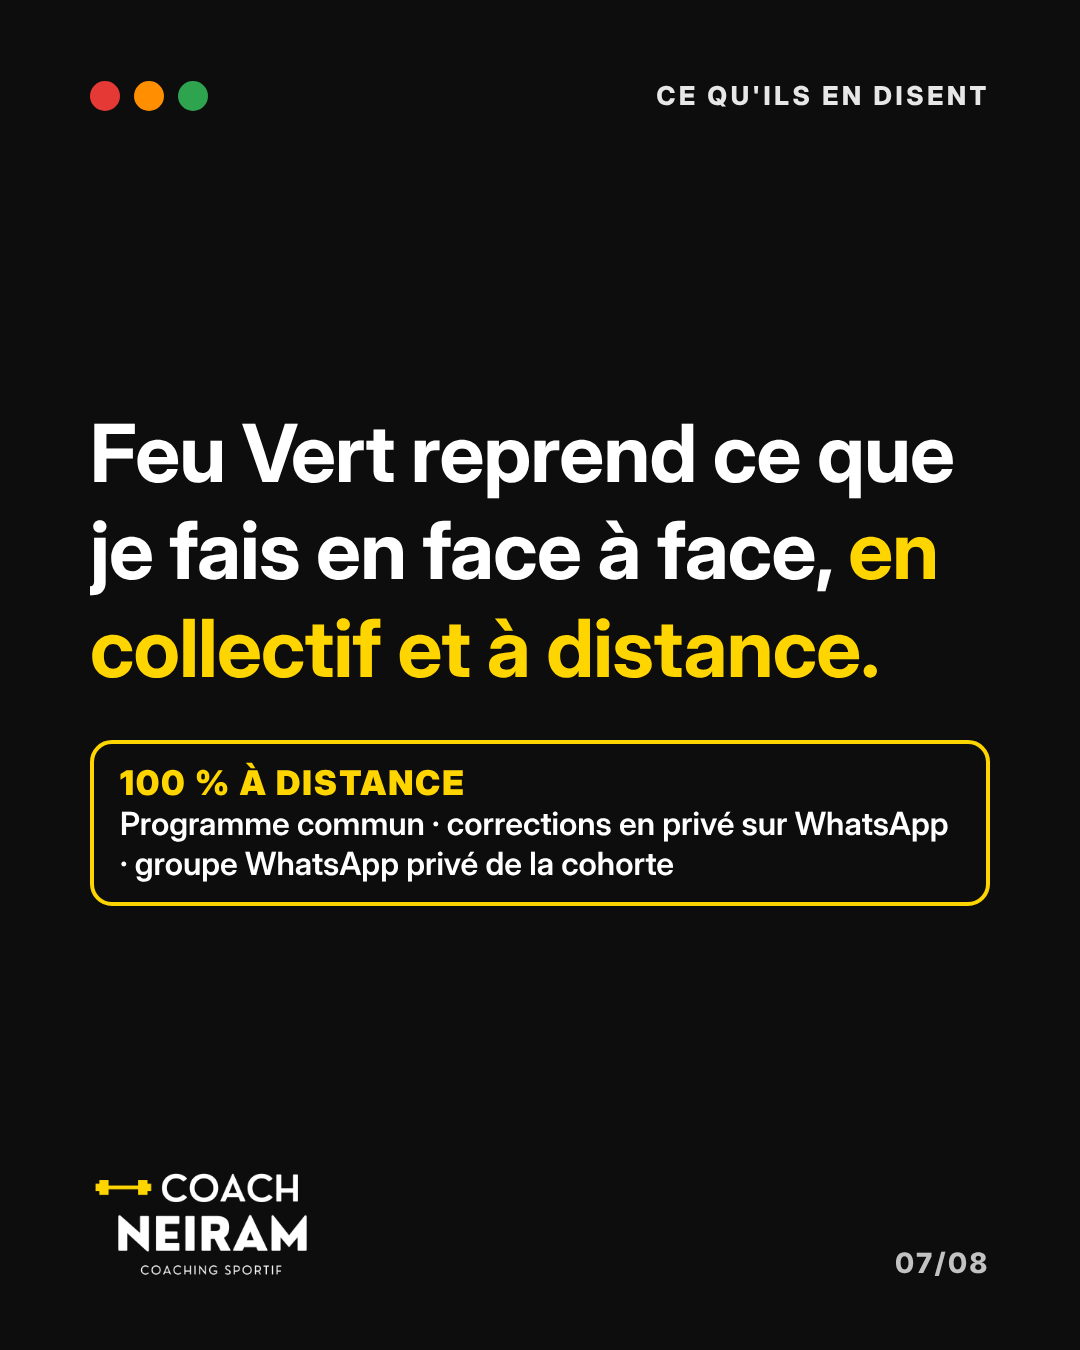 CE QU'ILS EN DISENT
Feu Vert reprend ce que
je fais en face à face, en
collectif et à distance.
100 % À DISTANCE
Programme commun · corrections en privé sur WhatsApp
· groupe WhatsApp privé de la cohorte
COACH
NEIRAM
COACHING SPORTIF
07/08